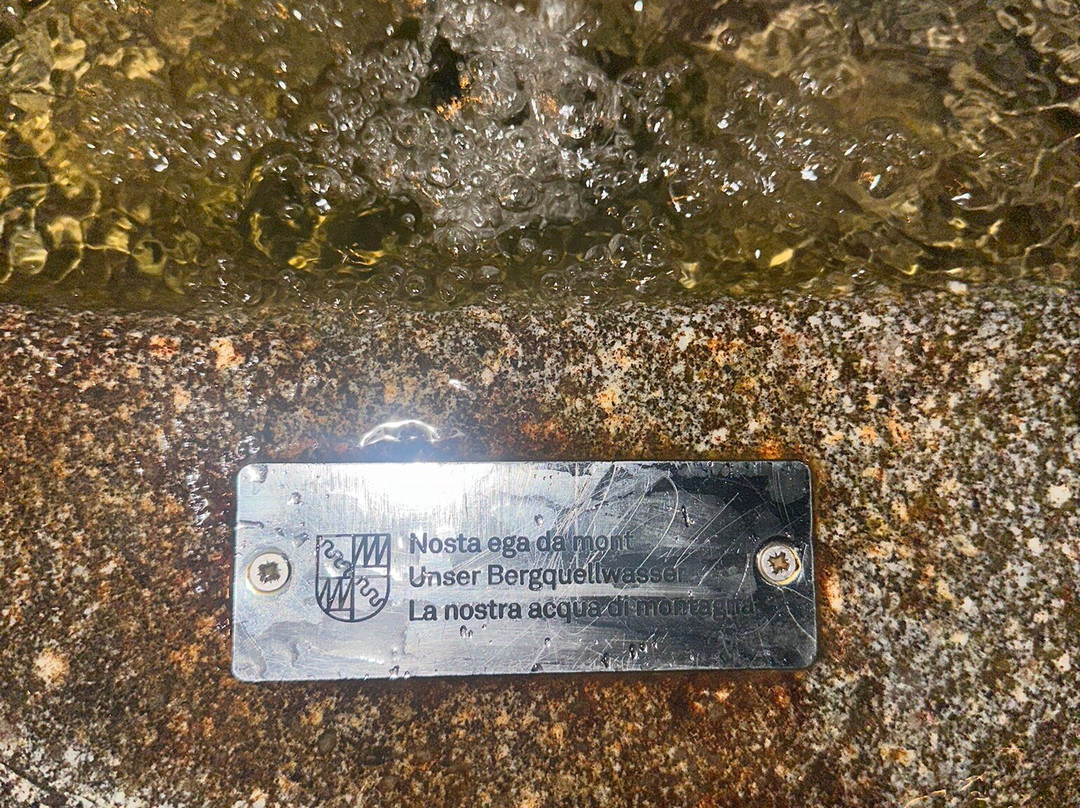 Nosta ega da mont
Unser Bergquellwasser
La nostra acqua di montagna